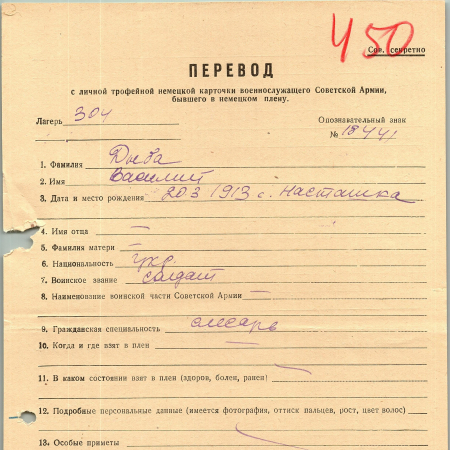 У50
Сов. секретно
ПЕРЕВОД
с личной трофейной немецкой карточки военнослужащего Советской Армии,
бывшего в немецком плену.
Лагерь 304
Опознавательный знак
№ 18441
1. Фамилия
2. Имя Василий
3. Дата и место рождения 20 3 1913 с. Насташка
4. Имя отца —
5. Фамилия матери —
6. Национальность укр.
7. Воинское звание солдат
8. Наименование воинской части Советской Армии —
9. Гражданская специальность слесарь
10. Когда и где взят в плен —
11. В каком состоянии взят в плен (здоров, болен, ранен) —
12. Подробные персональные данные (имеется фотография, оттиск пальцев, рост, цвет волос)
13. Особые приметы